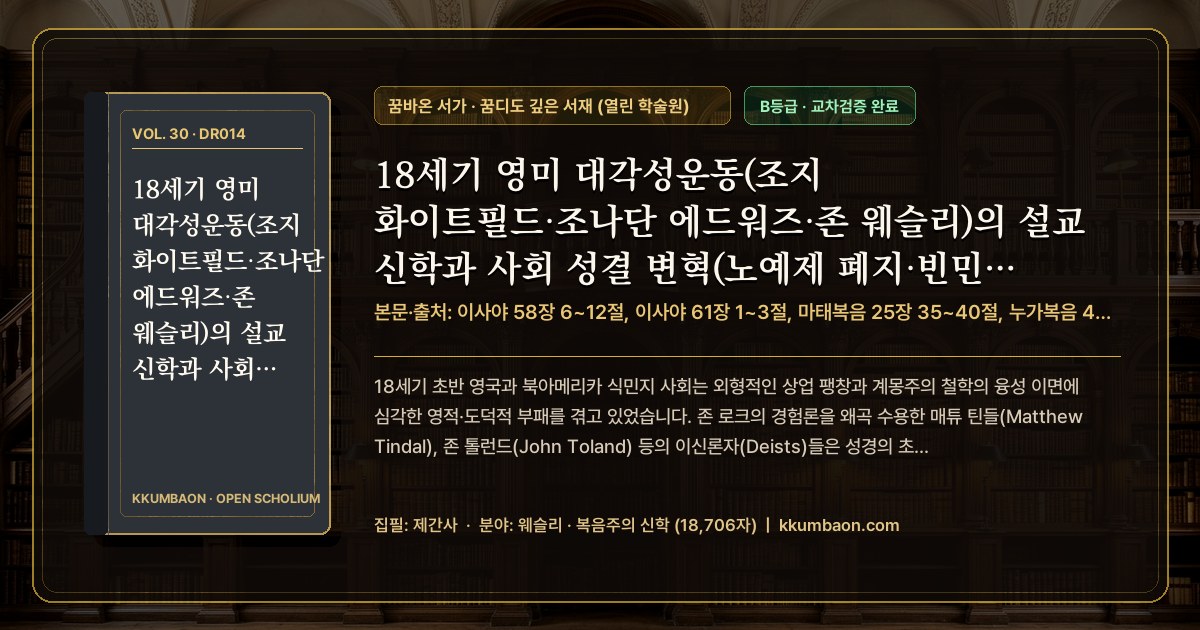 VOL. 30 · DR014
18세기 영미
대각성운동(조지
화이트필드·조나단
에드워즈·존
웨슬리)의 설교
신학과 사회…
KKUMBAON · OPEN SCHOLIUM
꿈바온 서가 · 꿈디도 깊은 서재 (열린 학술원)
B등급 · 교차검증 완료
18세기 영미 대각성운동(조지
화이트필드·조나단 에드워즈·존 웨슬리)의 설교
신학과 사회 성결 변혁(노예제 폐지·빈민…
본문·출처: 이사야 58장 6~12절, 이사야 61장 1~3절, 마태복음 25장 35~40절, 누가복음 4...
18세기 초반 영국과 북아메리카 식민지 사회는 외형적인 상업 팽창과 계몽주의 철학의 융성 이면에
심각한 영적·도덕적 부패를 겪고 있었습니다. 존 로크의 경험론을 왜곡 수용한 매튜 틴들(Matthew
Tindal), 존 톨런드(John Toland) 등의 이신론자(Deists)들은 성경의 초...
집필: 제간사 · 분야: 웨슬리 · 복음주의 신학 (18,706자) | kkumbaon.com